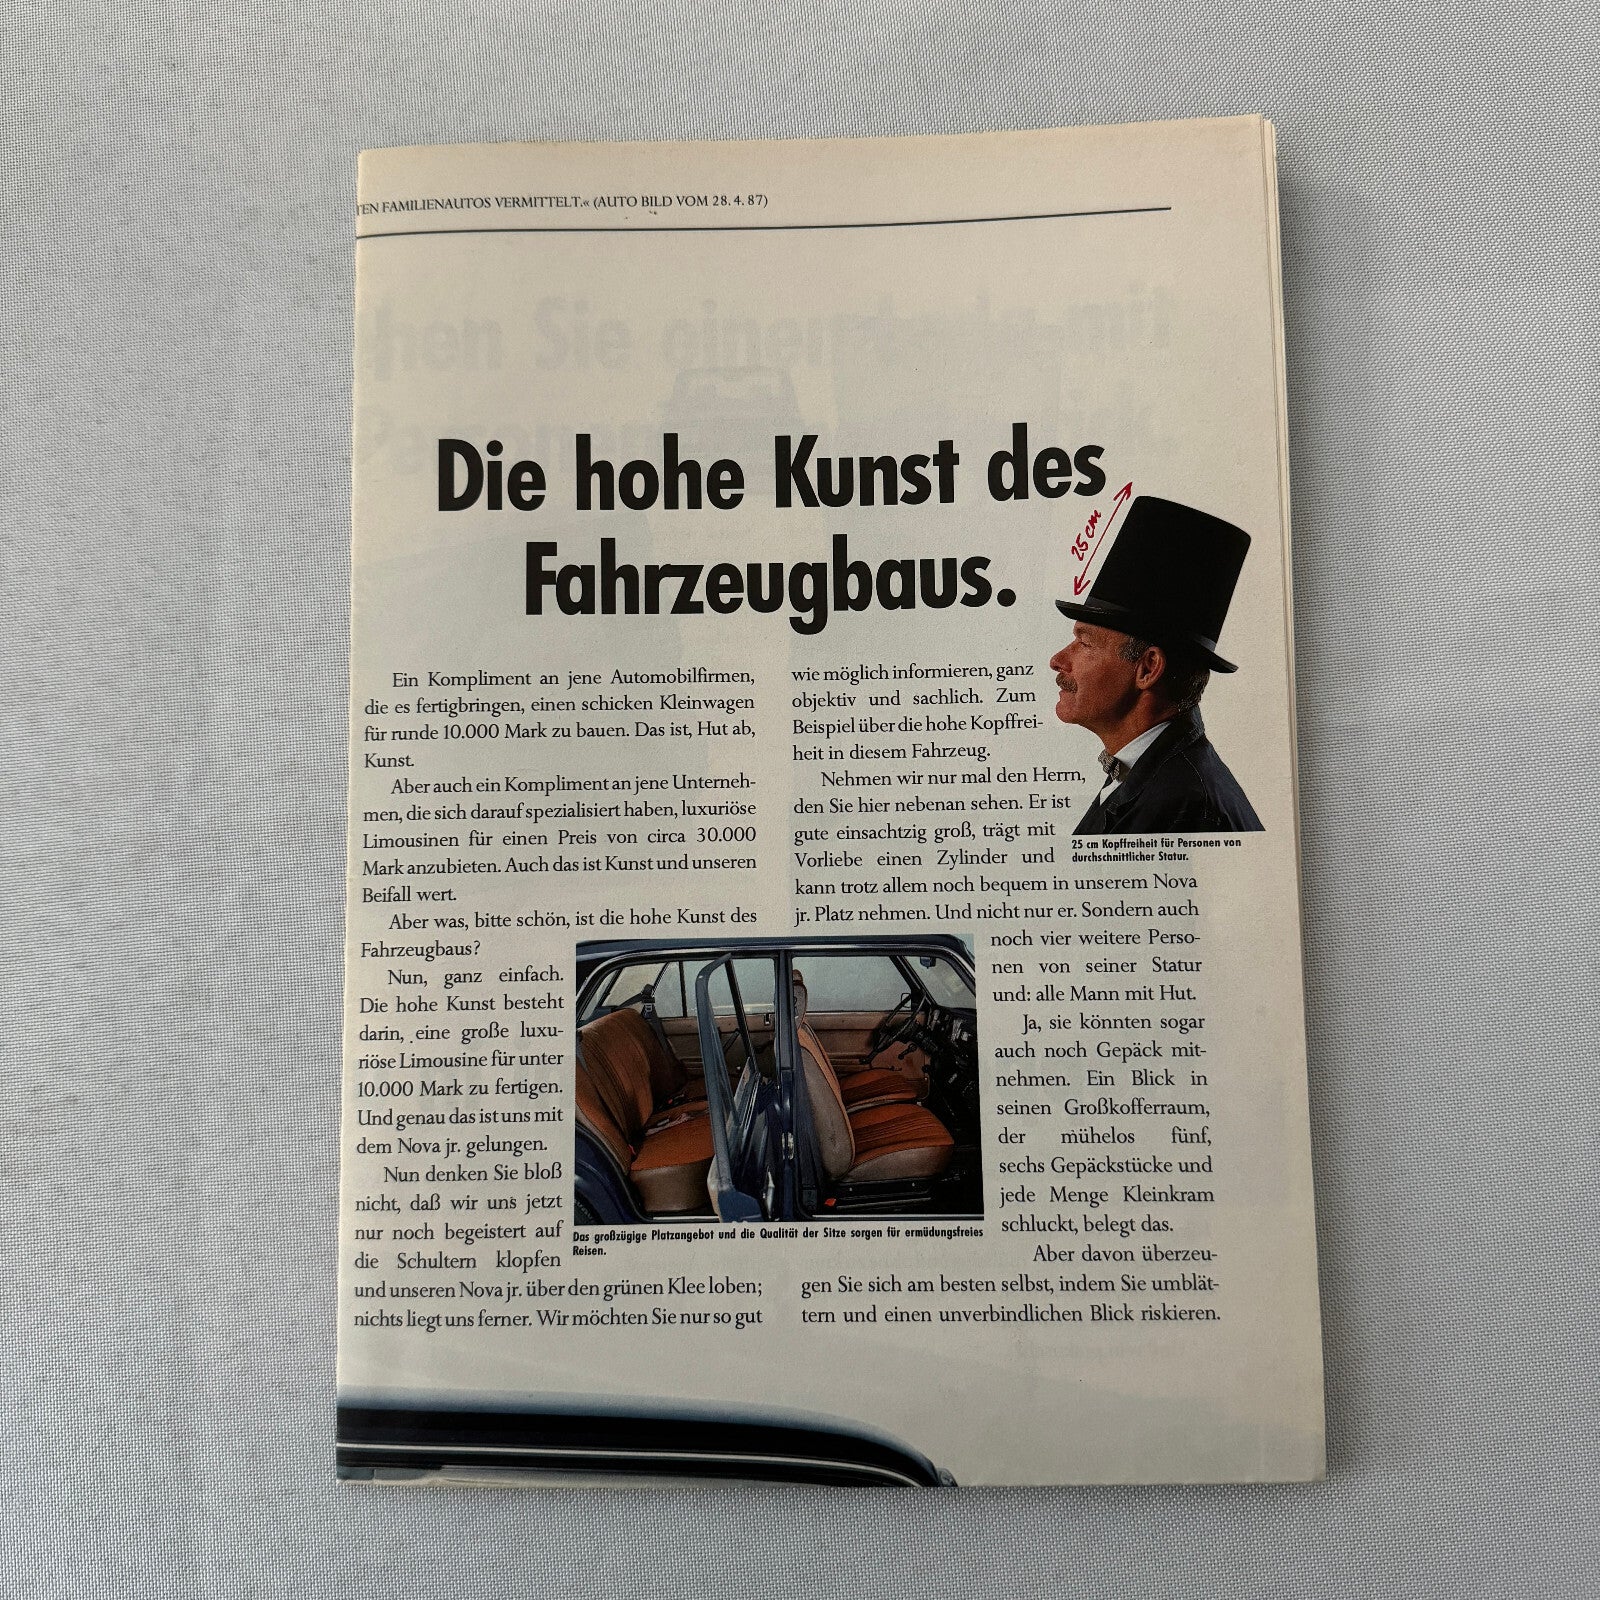 TEN FAMILIENAUTOS VERMITTELT.« (AUTO BILD VOM 28. 4. 87)
Die hohe Kunst des
Fahrzeugbaus.
25 cm
Ein Kompliment an jene Automobilfirmen,
die es fertigbringen, einen schicken Kleinwagen
für runde 10.000 Mark zu bauen. Das ist, Hut ab,
Kunst.
Aber auch ein Kompliment an jene Unterneh-
men, die sich darauf spezialisiert haben, luxuriöse
Limousinen für einen Preis von circa 30.000
Mark anzubieten. Auch das ist Kunst und unseren
Beifall wert.
Aber was, bitte schön, ist die hohe Kunst des
Fahrzeugbaus?
Nun, ganz einfach.
Die hohe Kunst besteht
darin, eine große luxu-
riöse Limousine für unter
10.000 Mark zu fertigen.
Und genau das ist uns mit
dem Nova jr. gelungen.
Nun denken Sie bloß
nicht, daß wir uns jetzt
nur noch begeistert auf
die Schultern klopfen
und unseren Nova jr. über den grünen Klee loben;
nichts liegt uns ferner. Wir möchten Sie nur so gut
Das großzügige Platzangebot und die Qualität der Sitze sorgen für ermüdungsfreies
Reisen.
wie möglich informieren, ganz
objektiv und sachlich. Zum
Beispiel über die hohe Kopffrei-
heit in diesem Fahrzeug.
Nehmen wir nur mal den Herrn,
den Sie hier nebenan sehen. Er ist
gute einsachtzig groß, trägt mit
Vorliebe einen Zylinder und
kann trotz allem noch bequem in unserem Nova
jr. Platz nehmen. Und nicht nur er. Sondern auch
noch vier weitere Perso-
nen von seiner Statur
und: alle Mann mit Hut.
Ja, sie könnten sogar
auch noch Gepäck mit-
nehmen. Ein Blick in
seinen Großkofferraum,
der mühelos fünf,
sechs Gepäckstücke und
jede Menge Kleinkram
schluckt, belegt das.
Aber davon überzeu-
gen Sie sich am besten selbst, indem Sie umblät-
tern und einen unverbindlichen Blick riskieren.
25 cm Kopffreiheit für Personen von
durchschnittlicher Statur.